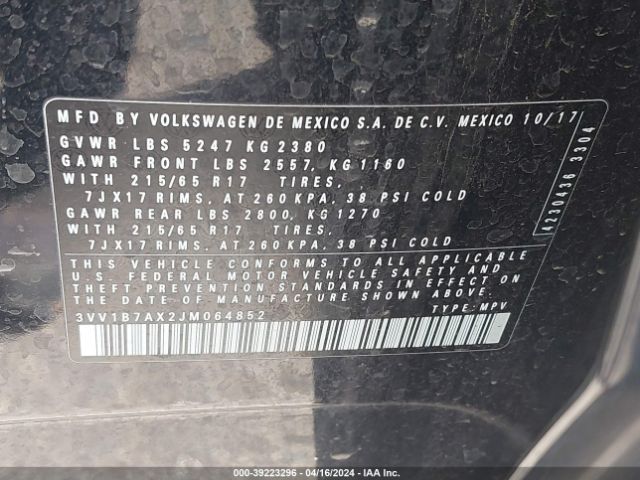 MFD BY VOLKSWAGEN DE MEXICO S.A. DE C.V. MEXICO 10/17
GVWR LBS 5247 KG 2380
GAWR FRONT LBS 2557, KG1160
WITH 215/65 R17 TIRES,
7JX17 RIMS, AT 260 KPA, 38 PSI COLD
GAWR REAR LBS 2800, KG1270
WITH 215/65 R17 TIRES,
7JX17 RIMS, AT 260 KPA, 38 PSI COLD
THIS VEHICLE CONFORMS TO ALL APPLICABLE
U.S. FEDERAL MOTOR VEHICLE SAFETY AND
THEFT PREVENTION STANDARDS IN EFFECT ON
THE DATE OF MANUFACTURE SHOWN ABOVE.
3VV1B7AX2JM064852 TYPE: MPV
4230436 3304
000-39223296 - 04/16/2024 - IAA Inc.